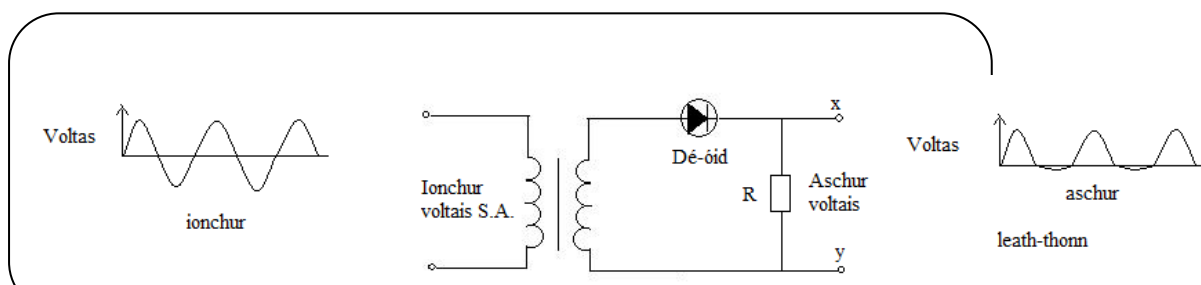 Voltas
ionchur
Ionchur
voltais S.A.
Dé-óid
R
x
Aschur
voltais
y
Voltas
aschur
leath-thonn